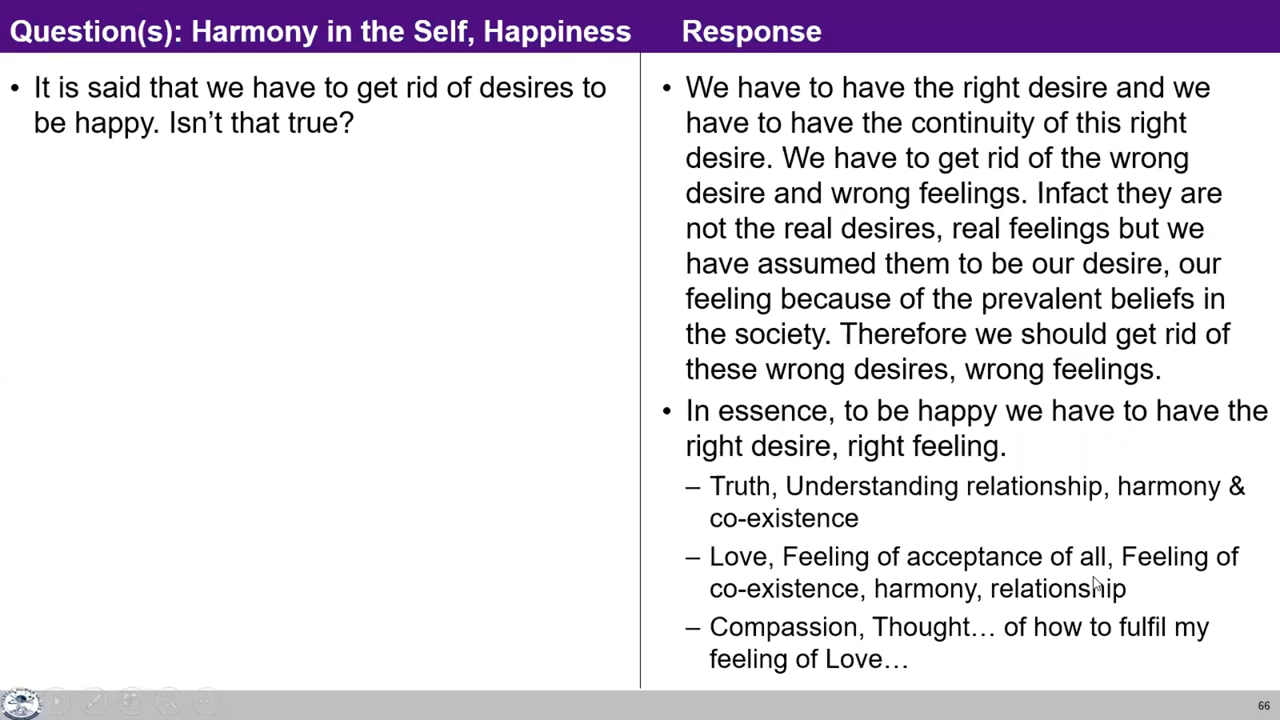 Question(s): Harmony in the Self, Happiness
Response
• It is said that we have to get rid of desires to
be happy. Isn’t that true?
• We have to have the right desire and we
have to have the continuity of this right
desire. We have to get rid of the wrong
desire and wrong feelings. Infact they are
not the real desires, real feelings but we
have assumed them to be our desire, our
feeling because of the prevalent beliefs in
the society. Therefore we should get rid of
these wrong desires, wrong feelings.
• In essence, to be happy we have to have the
right desire, right feeling.
– Truth, Understanding relationship, harmony &
co-existence
– Love, Feeling of acceptance of all, Feeling of
co-existence, harmony, relationship
– Compassion, Thought… of how to fulfil my
feeling of Love…
66